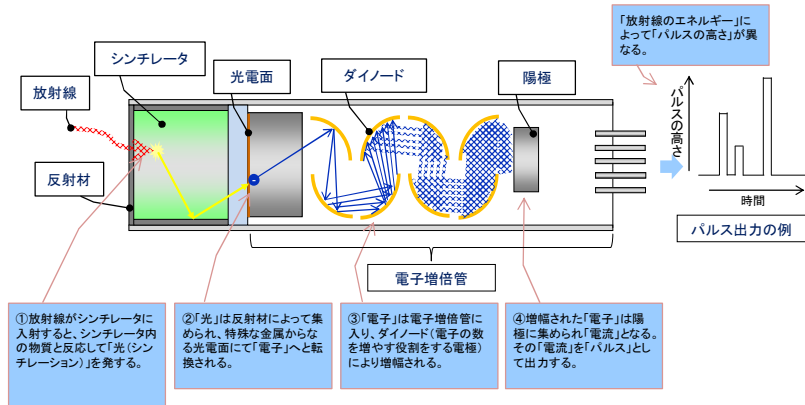 シンチレータ
光電面
ダイノード
陽極
放射線
反射材
電子増倍管
「放射線のエネルギー」に
よって「パルスの高さ」が異
なる。
パルスの高さ
時間
パルス出力の例
①放射線がシンチレータに
入射すると、シンチレータ内
の物質と反応して「光(シン
チレーション)」を発する。
②「光」は反射材によって集
められ、特殊な金属からな
る光電面にて「電子」へと転
換される。
③「電子」は電子増倍管に
入り、ダイノード(電子の数
を増やす役割をする電極)
により増幅される。
④増幅された「電子」は陽
極に集められ「電流」となる。
その「電流」を「パルス」とし
て出力する。